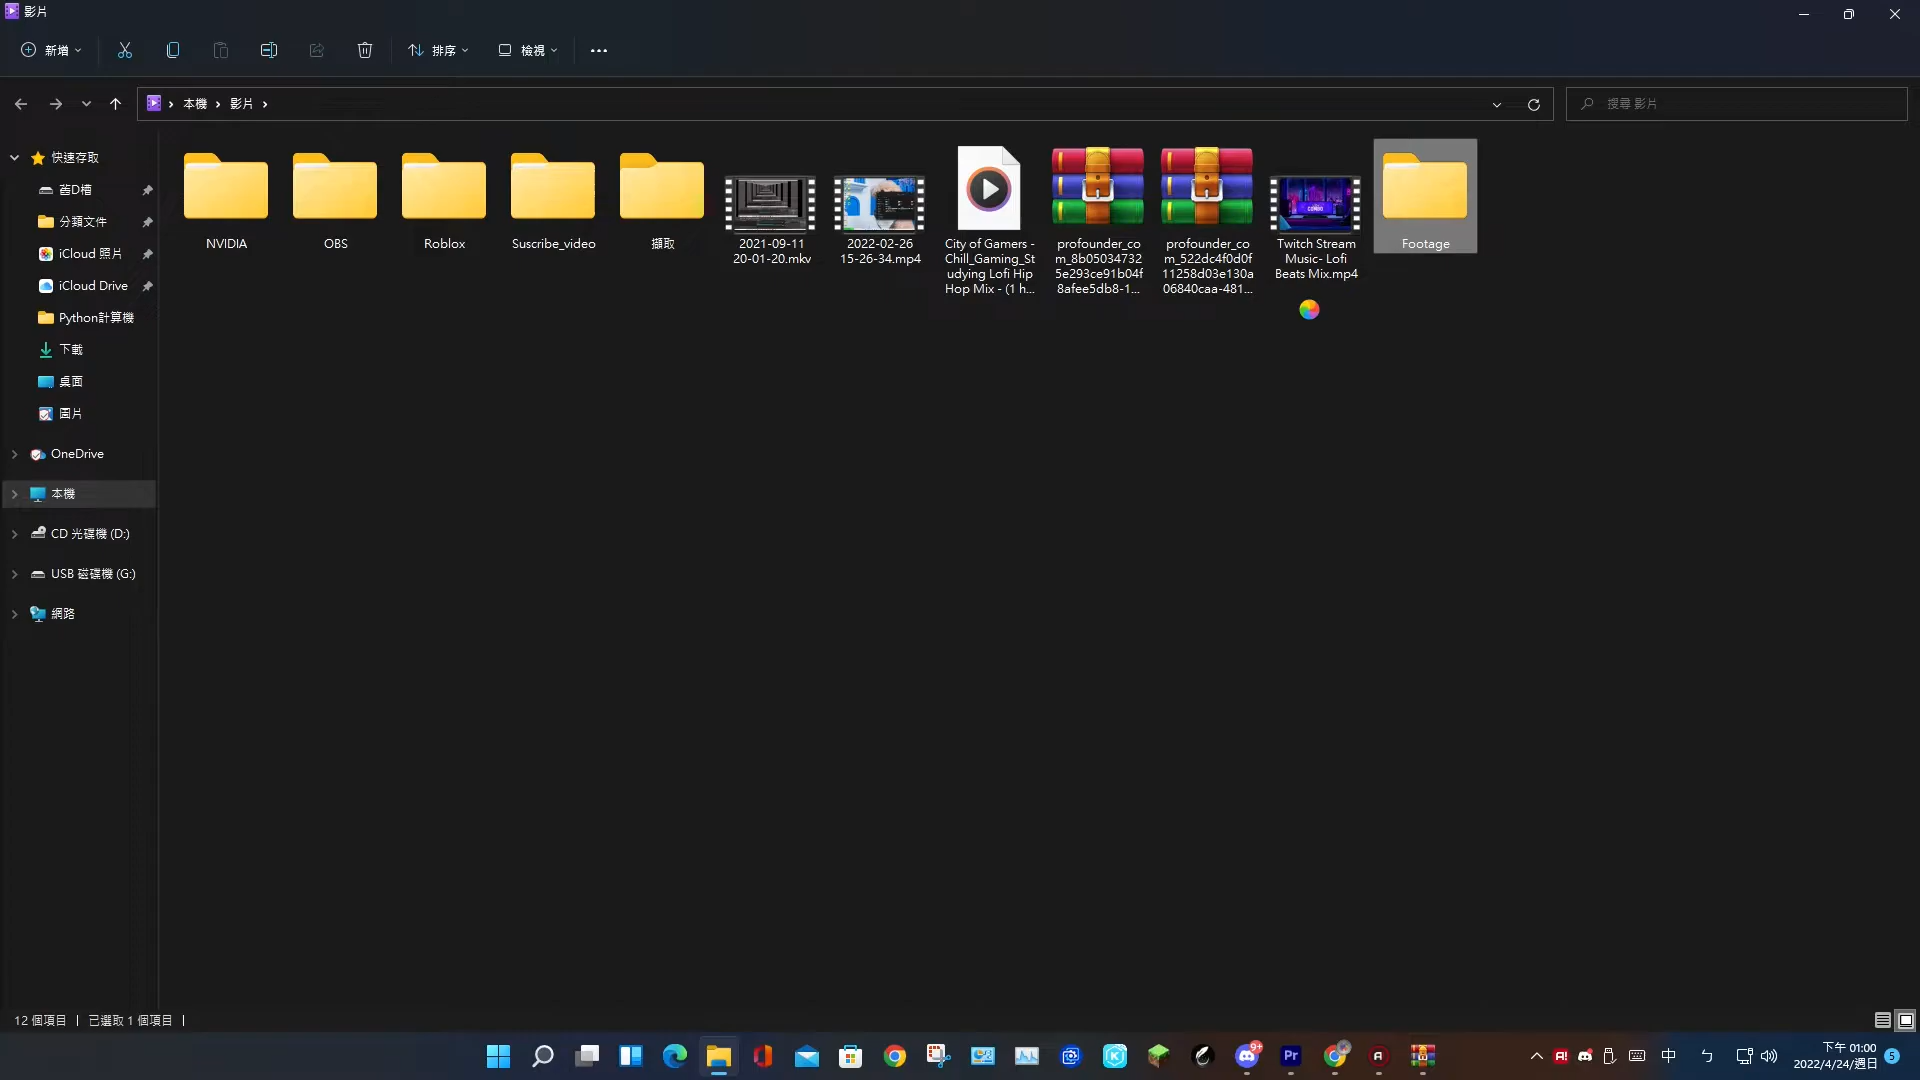 影片
新增
排序
檢視
本機
影片
搜尋 影片
快速存取
分類文件
iCloud 照片
iCloud Drive
Python計算機
下載
桌面
圖片
OneDrive
本機
CD 光碟機 (D:)
USB 磁碟機 (G:)
網路
NVIDIA
OBS
Roblox
Suscribe_video
擷取
2021-09-11
20-01-20.mkv
2022-02-26
15-26-34.mp4
City of Gamers -
Chill_Gaming_St
udying Lofi Hip
Hop Mix - (1 h...
profounder_co
m_8b05034732
5e293ce91b04f
8afee5db8-1...
profounder_co
m_522dc4f0d0f
11258d03e130a
06840caa-481...
Twitch Stream
Music- Lofi
Beats Mix.mp4
Footage
12 個項目
已選取 1 個項目
Pr
9+
中
下午 01:00
2022/4/24/週日
5